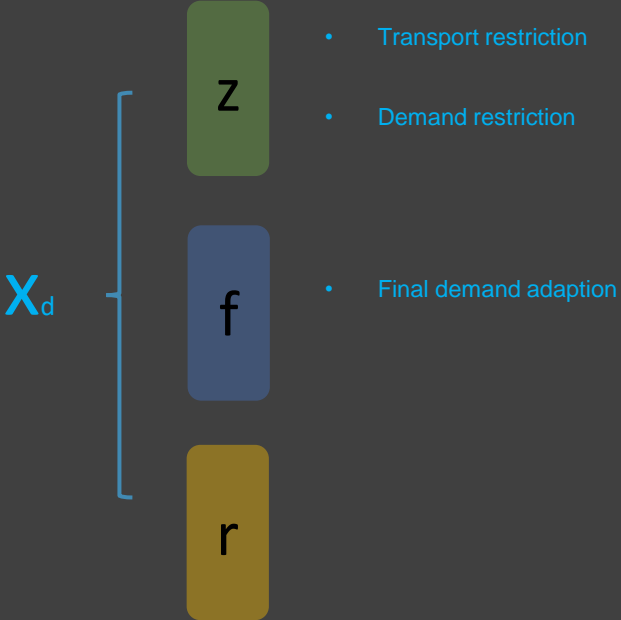 z
• Transport restriction
• Demand restriction
Xd
f
• Final demand adaption
r